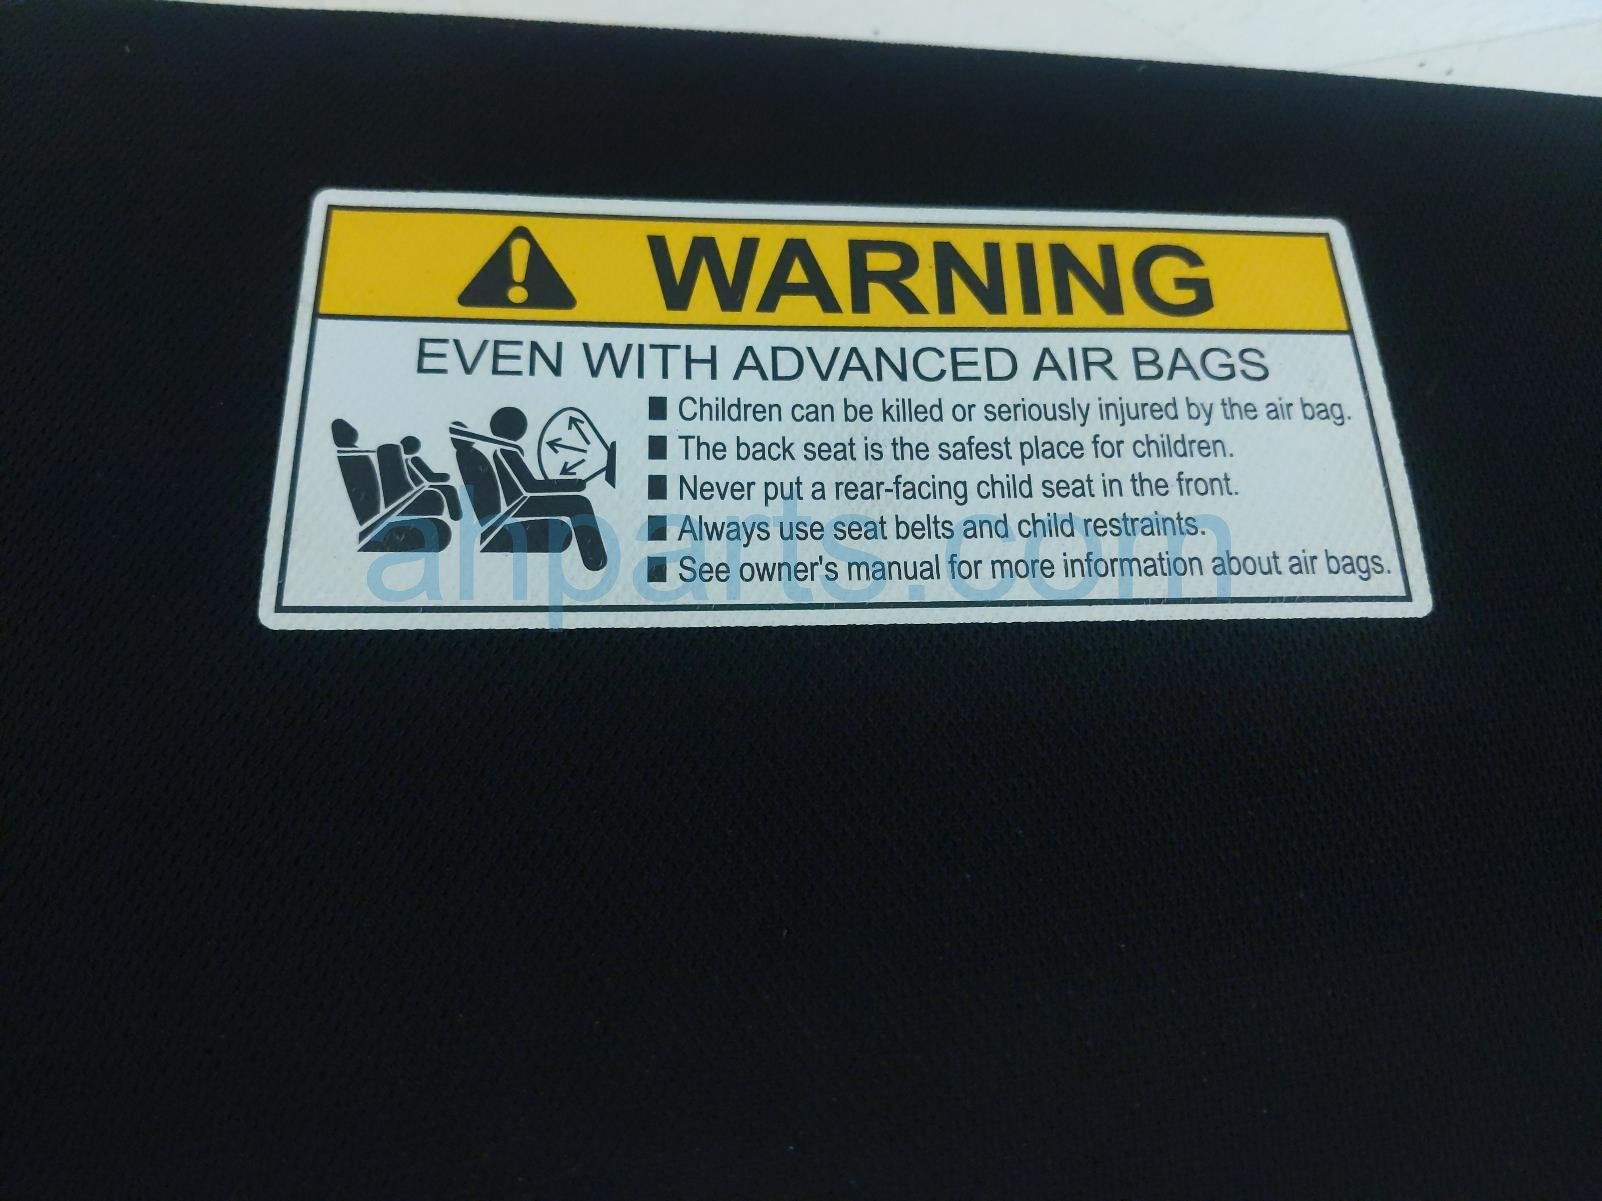 WARNING
EVEN WITH ADVANCED AIR BAGS
■ Children can be killed or seriously injured by the air bag.
■ The back seat is the safest place for children.
■ Never put a rear-facing child seat in the front.
■ Always use seat belts and child restraints.
■ See owner's manual for more information about air bags.
ahparts.com